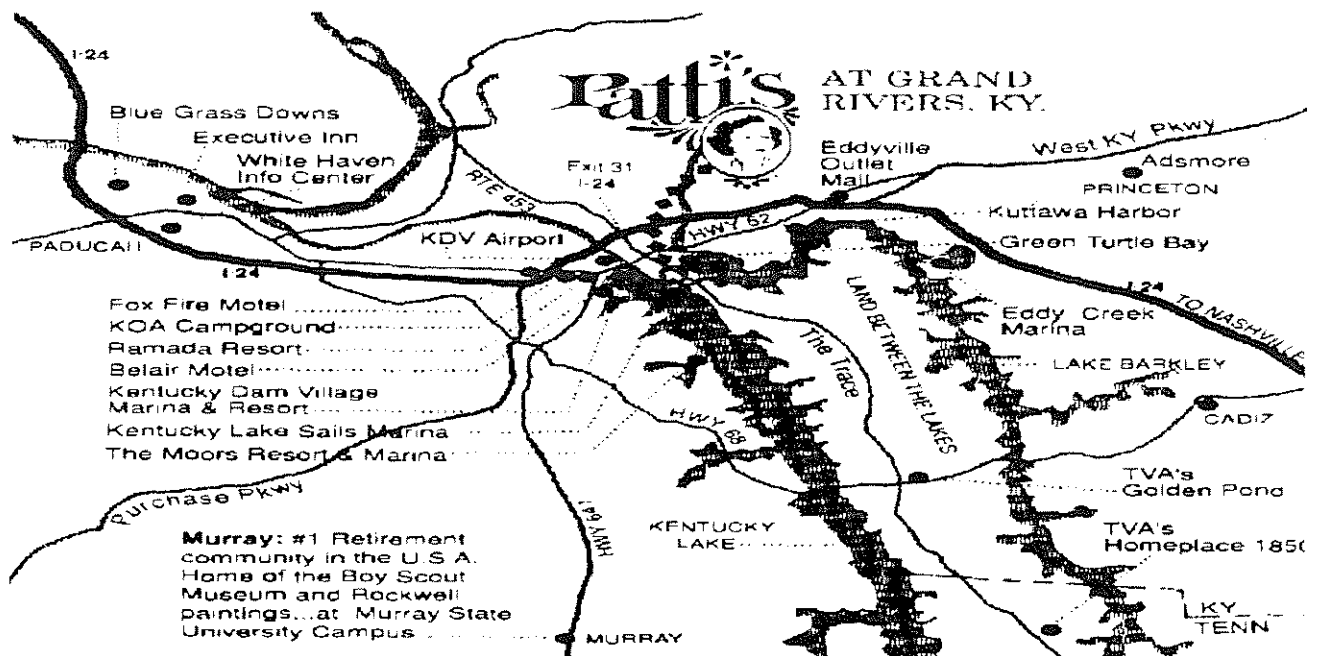 I-24
Patti's
AT GRAND
RIVERS, KY.
Blue Grass Downs
Executive Inn
White Haven
Info Center
Exit 31
I-24
RTE 453
Eddyville
Outlet
Mall
West KY Pkwy
Adsmore
PRINCETON
HWY 62
Kuttawa Harbor
PADUCAH
KDV Airport
Green Turtle Bay
I-24
I-24
TO NASHVILLE
Fox Fire Motel
KOA Campground
Ramada Resort
Belair Motel
Kentucky Dam Village
Marina & Resort
Kentucky Lake Sails Marina
The Moors Resort & Marina
The Trace
LAND BETWEEN THE LAKES
Eddy Creek
Marina
LAKE BARKLEY
HWY 68
CADIZ
Purchase Pkwy
HWY 641
TVA's
Golden Pond
KENTUCKY
LAKE
TVA's
Homeplace 1850
Murray: #1 Retirement
community in the U.S.A.
Home of the Boy Scout
Museum and Rockwell
paintings...at Murray State
University Campus
MURRAY
KY
TENN